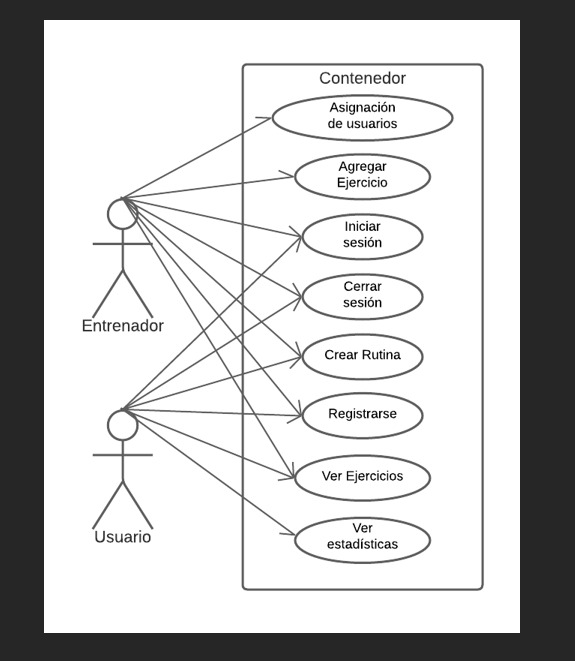 Contenedor
Asignación
de usuarios
Agregar
Ejercicio
Iniciar
sesión
Cerrar
sesión
Crear Rutina
Registrarse
Ver Ejercicios
Ver
estadísticas
Entrenador
Usuario